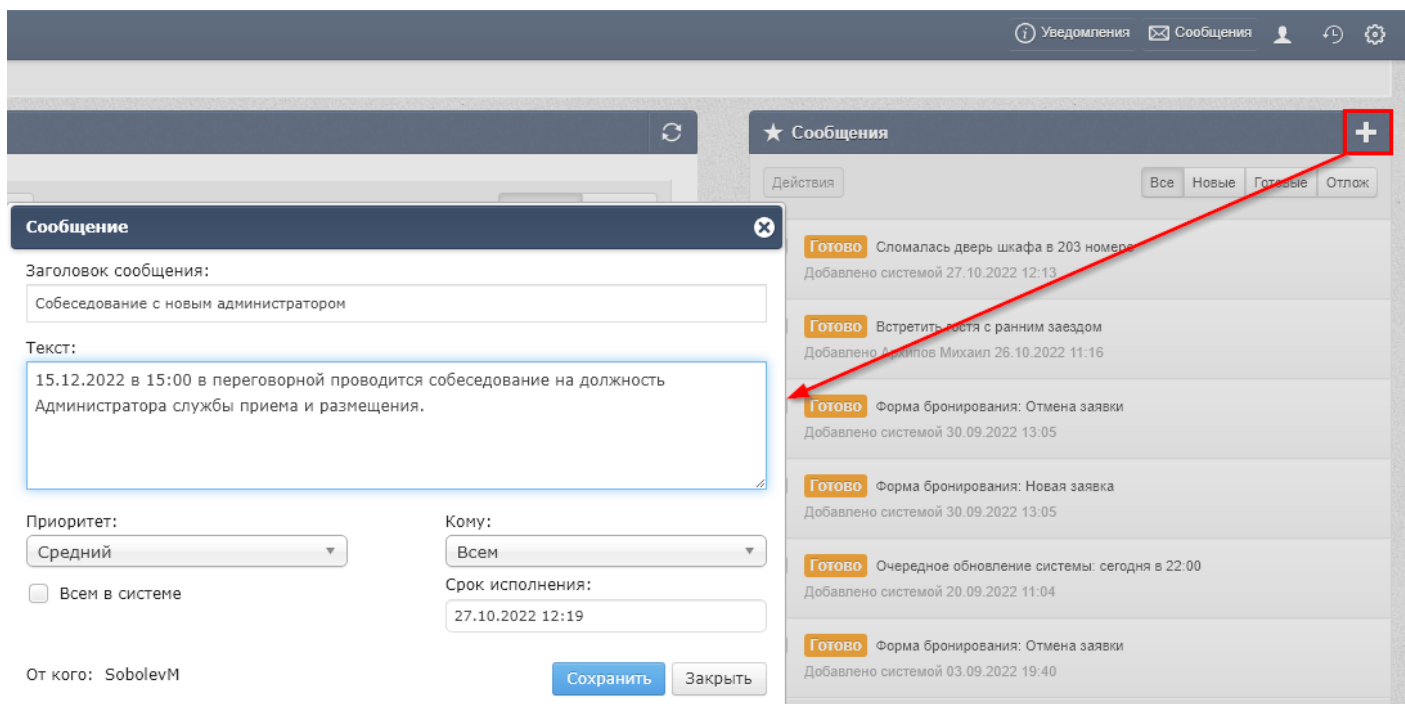 Уведомления
Сообщения
Сообщения
Действия
Все Новые Готовые Отлож
Сообщение
Заголовок сообщения:
Собеседование с новым администратором
Текст:
15.12.2022 в 15:00 в переговорной проводится собеседование на должность
Администратора службы приема и размещения.
Приоритет:
Средний
Всем в системе
Кому:
Всем
Срок исполнения:
27.10.2022 12:19
От кого: SobolevM
Сохранить
Закрыть
Готово Сломалась дверь шкафа в 203 номере
Добавлено системой 27.10.2022 12:13
Готово Встретить гостя с ранним заездом
Добавлено Архипов Михаил 26.10.2022 11:16
Готово Форма бронирования: Отмена заявки
Добавлено системой 30.09.2022 13:05
Готово Форма бронирования: Новая заявка
Добавлено системой 30.09.2022 13:05
Готово Очередное обновление системы: сегодня в 22:00
Добавлено системой 20.09.2022 11:04
Готово Форма бронирования: Отмена заявки
Добавлено системой 03.09.2022 19:40